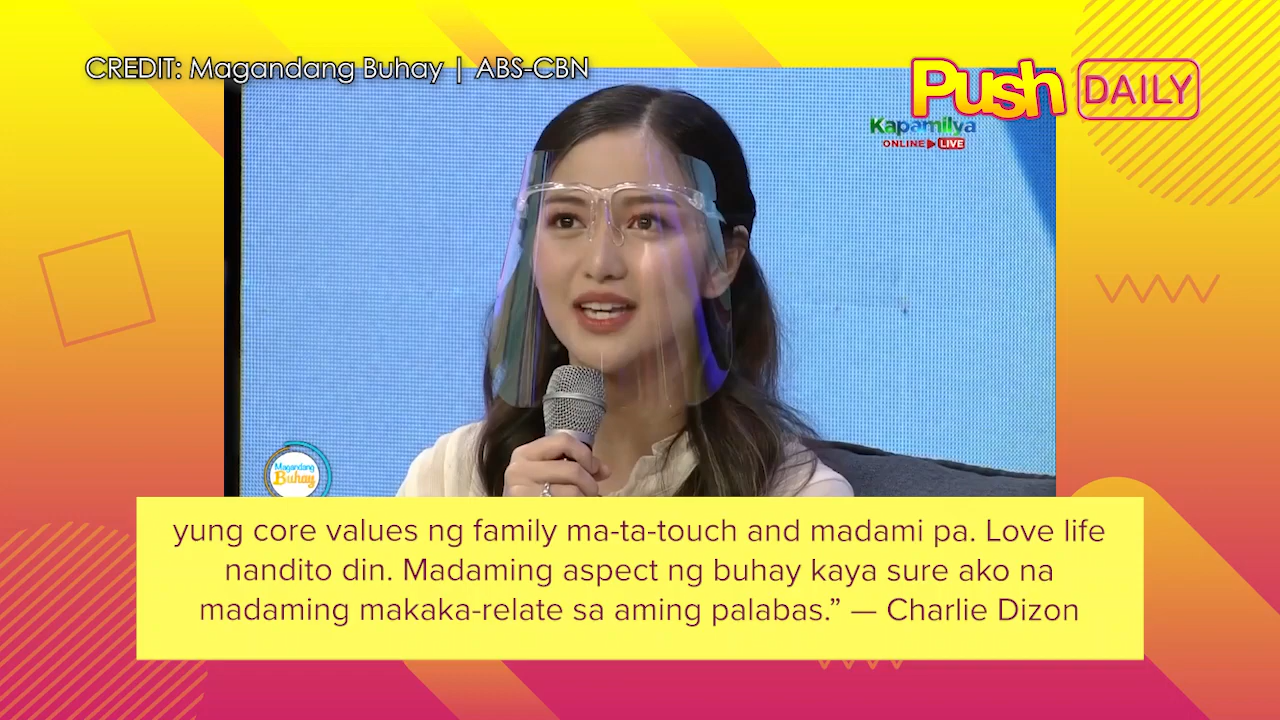 CREDIT: Magandang Buhay | ABS-CBN
Push DAILY
Kapamilya
ONLINE LIVE
Magandang
Buhay
yung core values ng family ma-ta-touch and madami pa. Love life
nandito din. Madaming aspect ng buhay kaya sure ako na
madaming makaka-relate sa aming palabas.” — Charlie Dizon